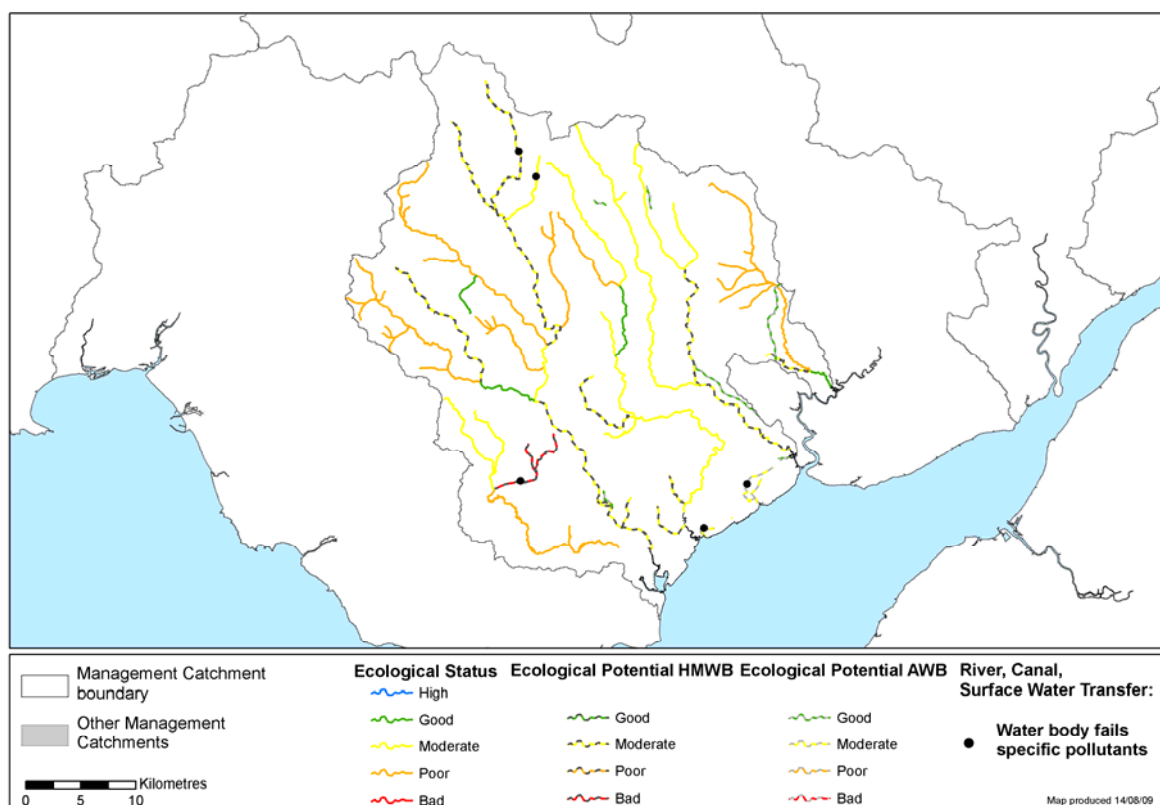 Management Catchment
boundary
Other Management
Catchments
Kilometres
0 5 10
Ecological Status
High
Good
Moderate
Poor
Bad
Ecological Potential HMWB
Good
Moderate
Poor
Bad
Ecological Potential AWB
Good
Moderate
Poor
Bad
River, Canal,
Surface Water Transfer:
Water body fails
specific pollutants
Map produced 14/08/09